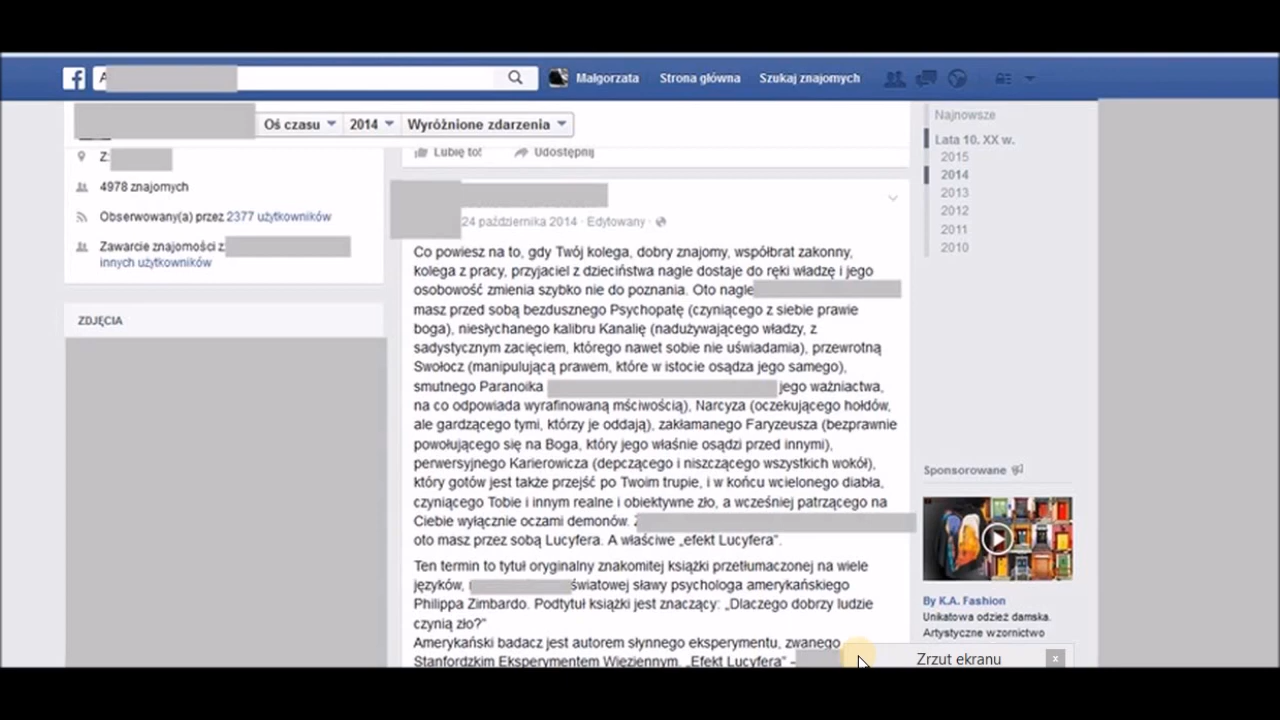 A
Małgorzata
Strona główna
Szukaj znajomych
Oś czasu
2014
Wyróżnione zdarzenia
Z:
4978 znajomych
Obserwowany(a) przez 2377 użytkowników
Zawarcie znajomości z
innych użytkowników
ZDJĘCIA
Lubię to! Udostępnij
24 października 2014 · Edytowany ·
Co powiesz na to, gdy Twój kolega, dobry znajomy, współbrat zakonny,
kolega z pracy, przyjaciel z dzieciństwa nagle dostaje do ręki władzę i jego
osobowość zmienia szybko nie do poznania. Oto nagle
masz przed sobą bezdusznego Psychopatę (czyniącego z siebie prawie
boga), niesłychanego kalibru Kanalię (nadużywającego władzy, z
sadystycznym zacięciem, którego nawet sobie nie uświadamia), przewrotną
Swołocz (manipulującą prawem, które w istocie osądza jego samego),
smutnego Paranoika jego ważniactwa,
na co odpowiada wyrafinowaną mściwością), Narcyza (oczekującego hołdów,
ale gardzącego tymi, którzy je oddają), zakłamanego Faryzeusza (bezprawnie
powołującego się na Boga, który jego właśnie osądzi przed innymi),
perwersyjnego Karierowicza (depczącego i niszczącego wszystkich wokół),
który gotów jest także przejść po Twoim trupie, i w końcu wcielonego diabła,
czyniącego Tobie i innym realne i obiektywne zło, a wcześniej patrzącego na
Ciebie wyłącznie oczami demonów.
oto masz przez sobą Lucyfera. A właściwe „efekt Lucyfera”.
Ten termin to tytuł oryginalny znakomitej książki przetłumaczonej na wiele
języków, światowej sławy psychologa amerykańskiego
Philippa Zimbardo. Podtytuł książki jest znaczący: „Dlaczego dobrzy ludzie
czynią zło?”
Amerykański badacz jest autorem słynnego eksperymentu, zwanego
Stanfordzkim Eksperymentem Więziennym. „Efekt Lucyfera” –
Najnowsze
Lata 10. XX w.
2015
2014
2013
2012
2011
2010
Sponsorowane
By K.A. Fashion
Unikatowa odzież damska.
Artystyczne wzornictwo
Zrzut ekranu
x